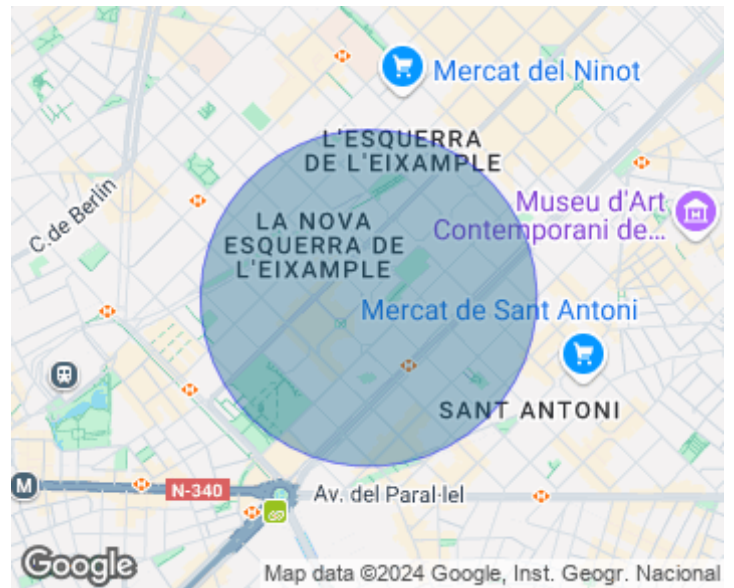 Mercat del Ninot
L'ESQUERRA
DE L'EIXAMPLE
C. de Berlin
LA NOVA
ESQUERRA DE
L'EIXAMPLE
Museu d'Art
Contemporani de...
Mercat de Sant Antoni
SANT ANTONI
M
N-340
Av. del Paral·lel
Google
Map data ©2024 Google, Inst. Geogr. Nacional